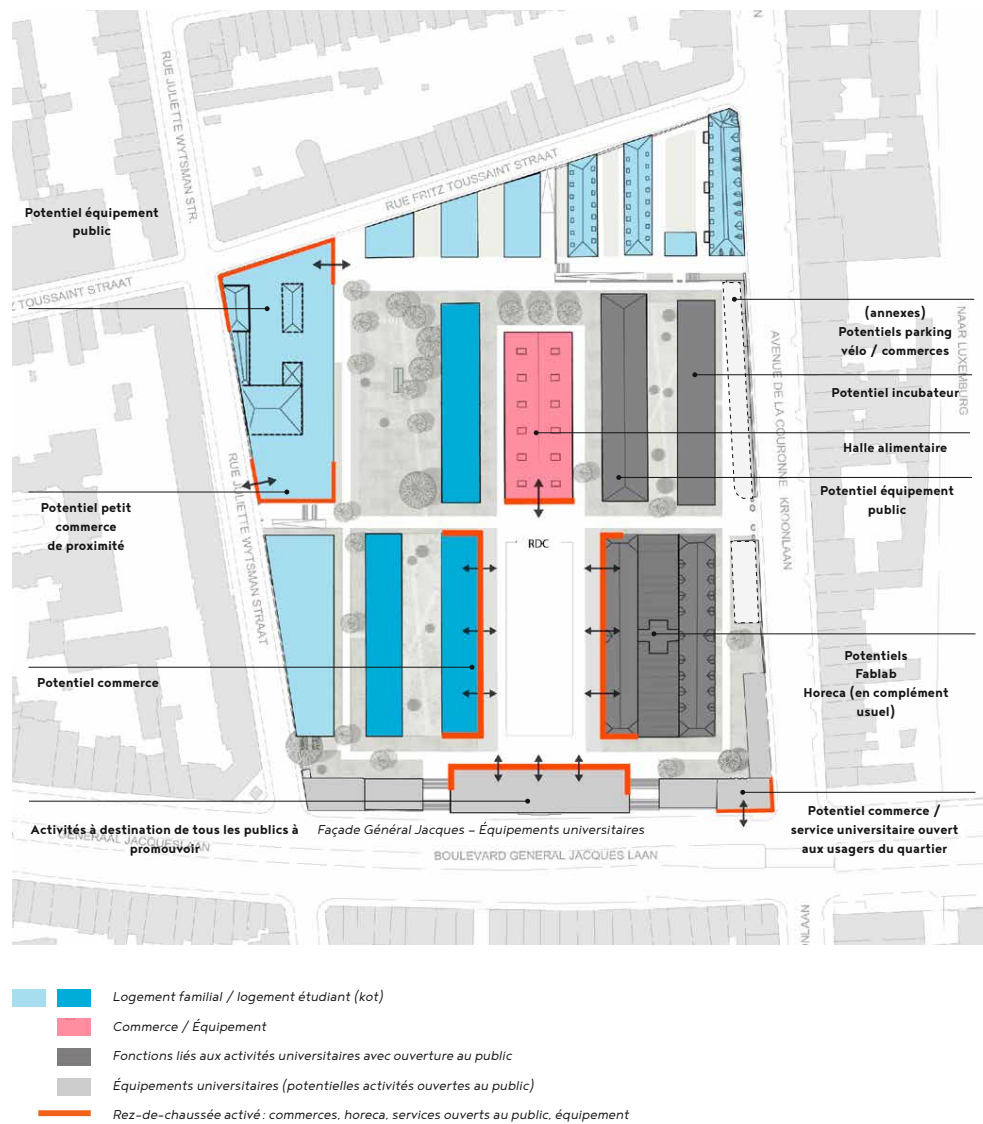 RUE JULIETTE WYTSMAN STR.
RUE FRITZ TOUSSAINT STRAAT
Potentiel équipement
public
Z TOUSSAINT STRAAT
(annexes)
Potentiels parking
vélo / commerces
NAAR LUXEMBURG
AVENUE DE LA COURONNE KROONLAAN
Potentiel incubateur
Halle alimentaire
Potentiel équipement
public
Potentiel petit
commerce
de proximité
RUE JULIETTE WYTSMAN STRAAT
RDC
Potentiel commerce
Potentiels
Fablab
Horeca (en complément
usuel)
Activités à destination de tous les publics à
promouvoir
Façade Général Jacques – Équipements universitaires
Potentiel commerce /
service universitaire ouvert
aux usagers du quartier
GENERAAL JACQUESLAAN
BOULEVARD GENERAL JACQUES LAAN
NLAAN
Logement familial / logement étudiant (kot)
Commerce / Équipement
Fonctions liés aux activités universitaires avec ouverture au public
Équipements universitaires (potentielles activités ouvertes au public)
Rez-de-chaussée activé : commerces, horeca, services ouverts au public, équipement